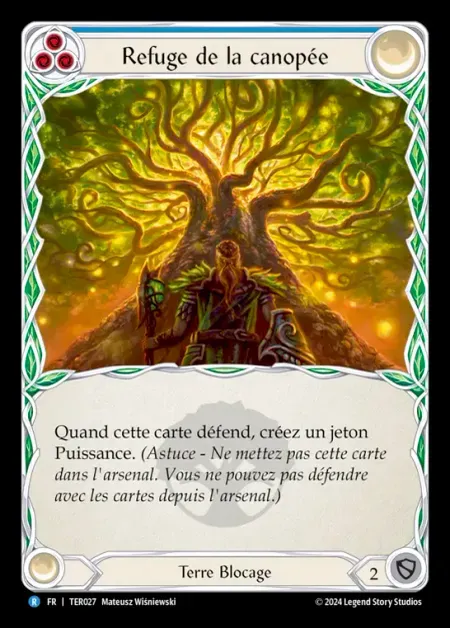 Refuge de la canopée
Quand cette carte défend, créez un jeton
Puissance. (Astuce - Ne mettez pas cette carte
dans l'arsenal. Vous ne pouvez pas défendre
avec les cartes depuis l'arsenal.)
Terre Blocage
2
R FR | TER027 Mateusz Wiśniewski
© 2024 Legend Story Studios